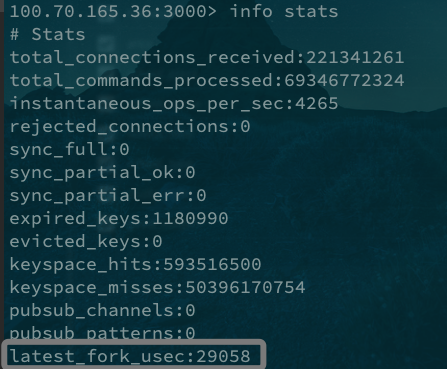 100.70.165.36:3000> info stats
# Stats
total_connections_received:221341261
total_commands_processed:69346772324
instantaneous_ops_per_sec:4265
rejected_connections:0
sync_full:0
sync_partial_ok:0
sync_partial_err:0
expired_keys:1180990
evicted_keys:0
keyspace_hits:593516500
keyspace_misses:50396170754
pubsub_channels:0
pubsub_patterns:0
latest_fork_usec:29058